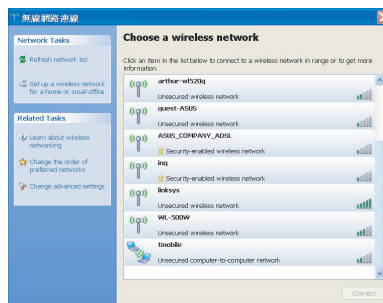 無線網路連線
Network Tasks
Refresh network list
Set up a wireless network
for a home or small office
Related Tasks
Learn about wireless
networking
Change the order of
preferred networks
Change advanced settings
Choose a wireless network
Click an item in the list below to connect to a wireless network in range or to get more
information.
arthur-wl520g
Unsecured wireless network
guest-ASUS
Unsecured wireless network
ASUS_COMPANY_ADSL
Security-enabled wireless network
inq
Security-enabled wireless network
linksys
Unsecured wireless network
WL-500W
Unsecured wireless network
tmobile
Unsecured computer-to-computer network
Connect